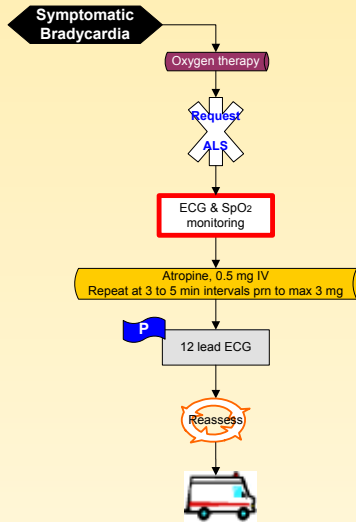 Symptomatic
Bradycardia
Oxygen therapy
Request
ALS
ECG & SpO2
monitoring
Atropine, 0.5 mg IV
Repeat at 3 to 5 min intervals prn to max 3 mg
P
12 lead ECG
Reassess